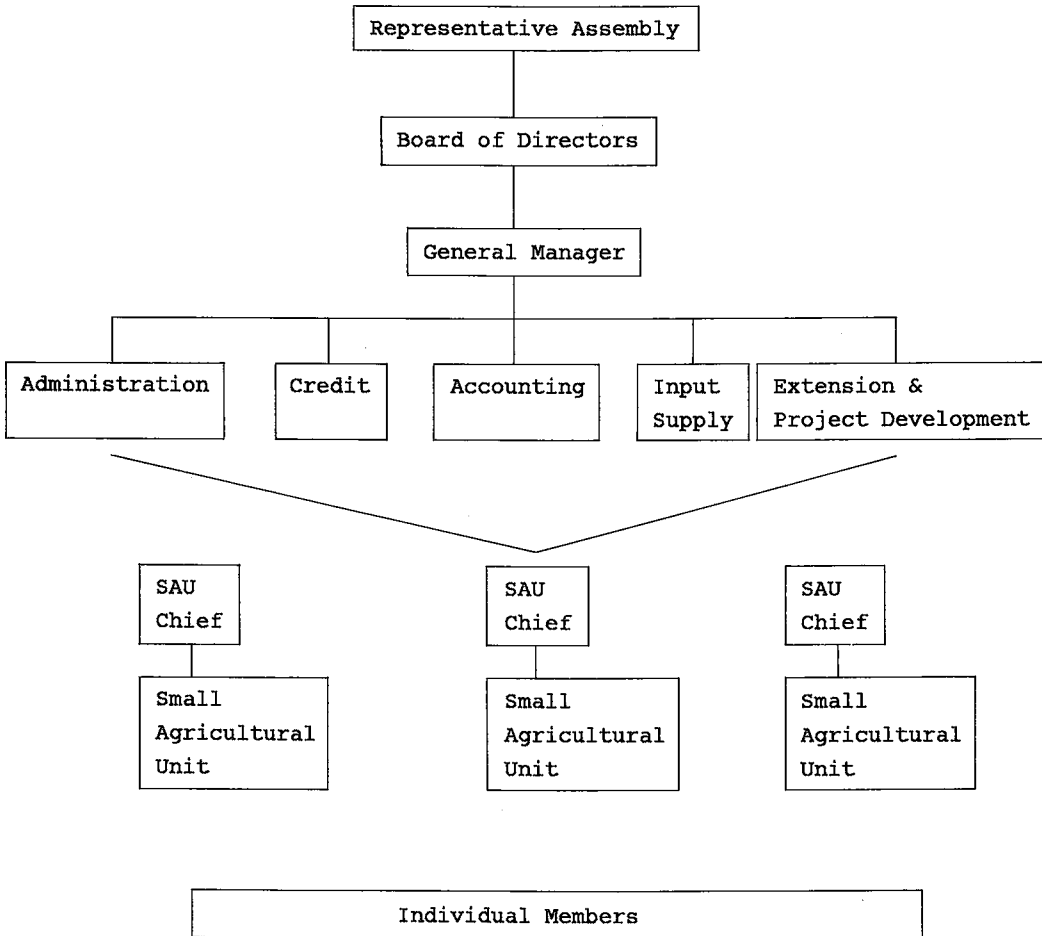 Representative Assembly
Board of Directors
General Manager
Administration
Credit
Accounting
Input
Supply
Extension &
Project Development
SAU
Chief
SAU
Chief
SAU
Chief
Small
Agricultural
Unit
Small
Agricultural
Unit
Small
Agricultural
Unit
Individual Members